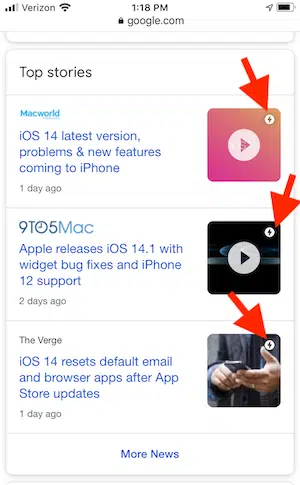 Verizon 1:18 PM
google.com
Top stories
Macworld
iOS 14 latest version,
problems & new features
coming to iPhone
1 day ago
9TO5Mac
Apple releases iOS 14.1 with
widget bug fixes and iPhone
12 support
2 days ago
The Verge
iOS 14 resets default email
and browser apps after App
Store updates
1 day ago
More News